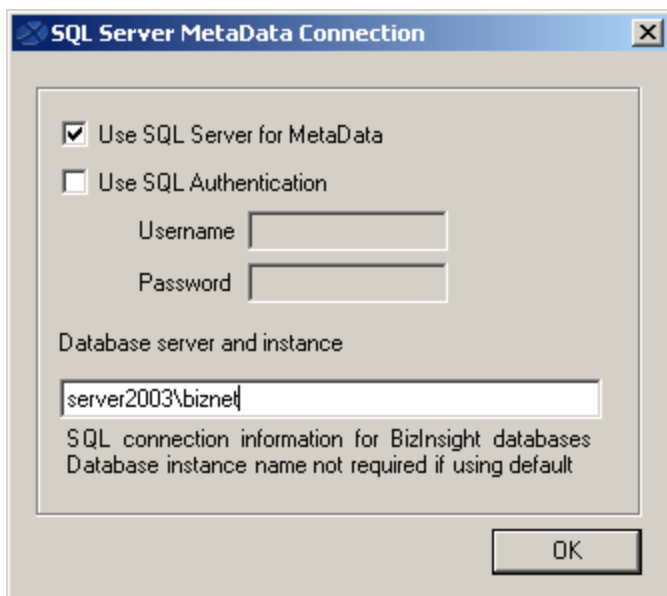 SQL Server MetaData Connection
Use SQL Server for MetaData
Use SQL Authentication
Username
Password
Database server and instance
server2003\biznet
SQL connection information for BizInsight databases
Database instance name not required if using default
OK